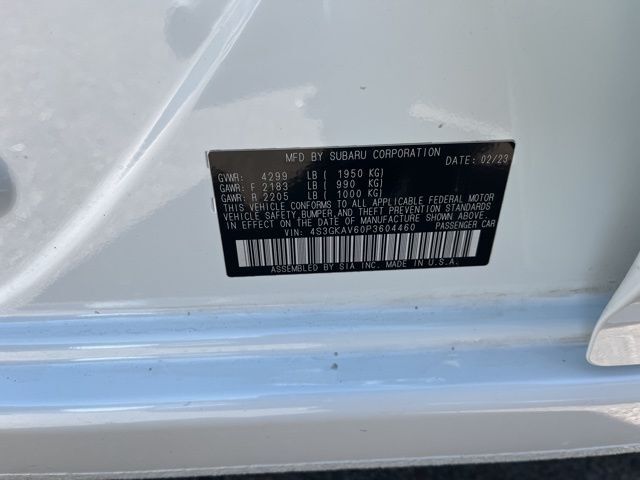 MFD BY SUBARU CORPORATION
GVWR: 4299 LB ( 1950 KG) DATE: 02/23
GAWR: F 2183 LB ( 990 KG)
GAWR: R 2205 LB ( 1000 KG)
THIS VEHICLE CONFORMS TO ALL APPLICABLE FEDERAL MOTOR
VEHICLE SAFETY, BUMPER, AND THEFT PREVENTION STANDARDS
IN EFFECT ON THE DATE OF MANUFACTURE SHOWN ABOVE.
VIN: 4S3GKAV60P3604460 PASSENGER CAR
ASSEMBLED BY SIA INC. MADE IN U.S.A.